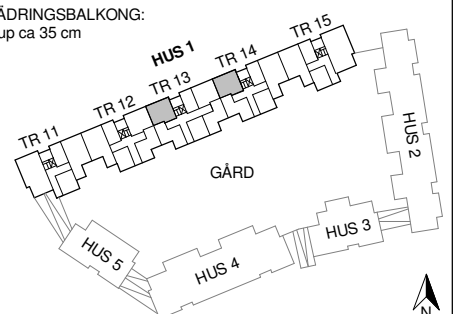 ÄDRINGSBALKONG:
up ca 35 cm
HUS 1
TR 11
TR 12
TR 13
TR 14
TR 15
GÅRD
HUS 2
HUS 3
HUS 4
HUS 5
N